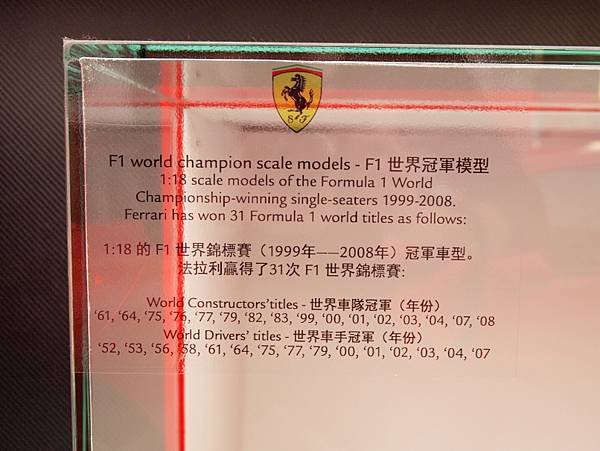 S F
F1 world champion scale models - F1 世界冠軍模型
1:18 scale models of the Formula 1 World
Championship-winning single-seaters 1999-2008.
Ferrari has won 31 Formula 1 world titles as follows:
1:18 的 F1 世界錦標賽（1999年——2008年）冠軍車型。
法拉利贏得了31次 F1 世界錦標賽:
World Constructors'titles - 世界車隊冠軍（年份）
‘61, ‘64, ‘75, ‘76, ‘77, ‘79, ‘82, ‘83, ‘99, ‘00, ‘01, ‘02, ‘03, ‘04, ‘07, ‘08
World Drivers' titles - 世界車手冠軍（年份）
‘52, ‘53, ‘56, ‘58, ‘61, ‘64, ‘75, ‘77, ‘79, ‘00, ‘01, ‘02, ‘03, ‘04, ‘07